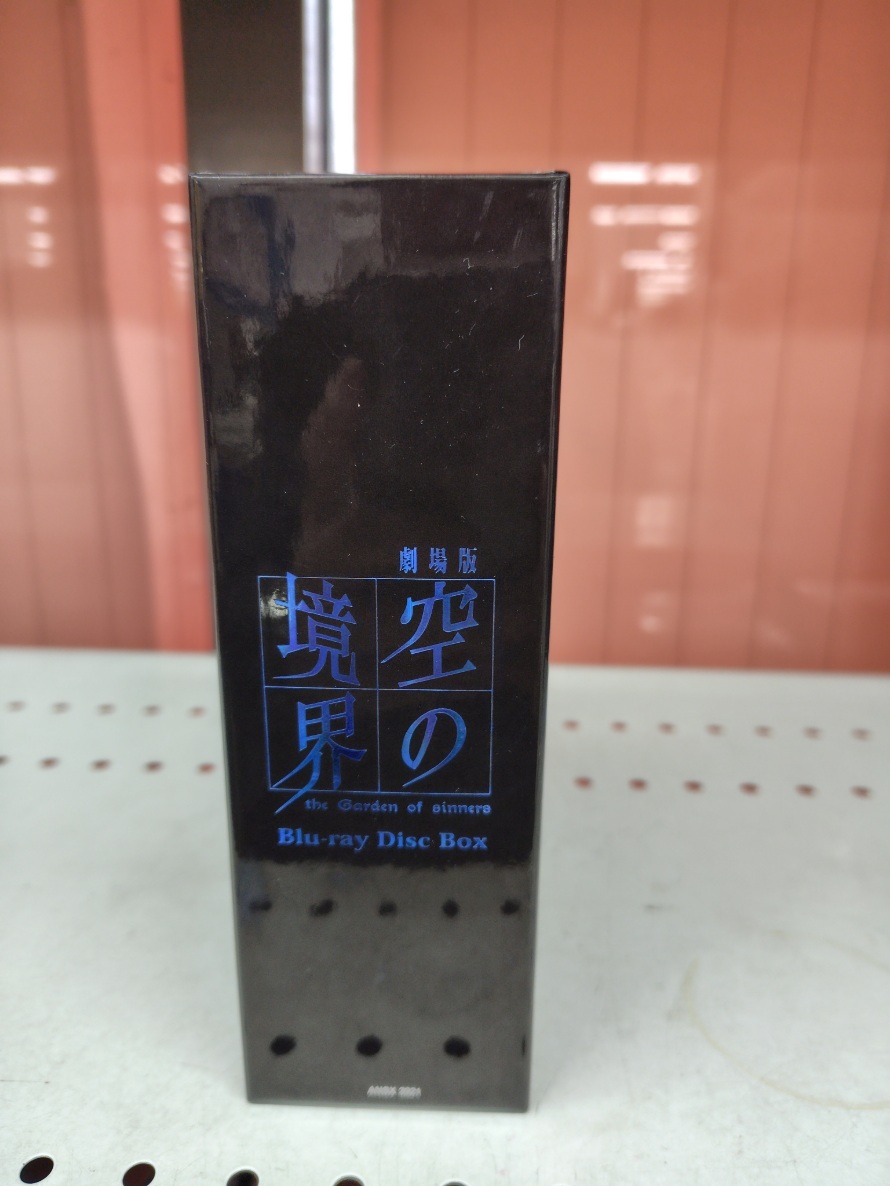 劇場版
空の
境界
the Garden of sinners
Blu-ray Disc Box